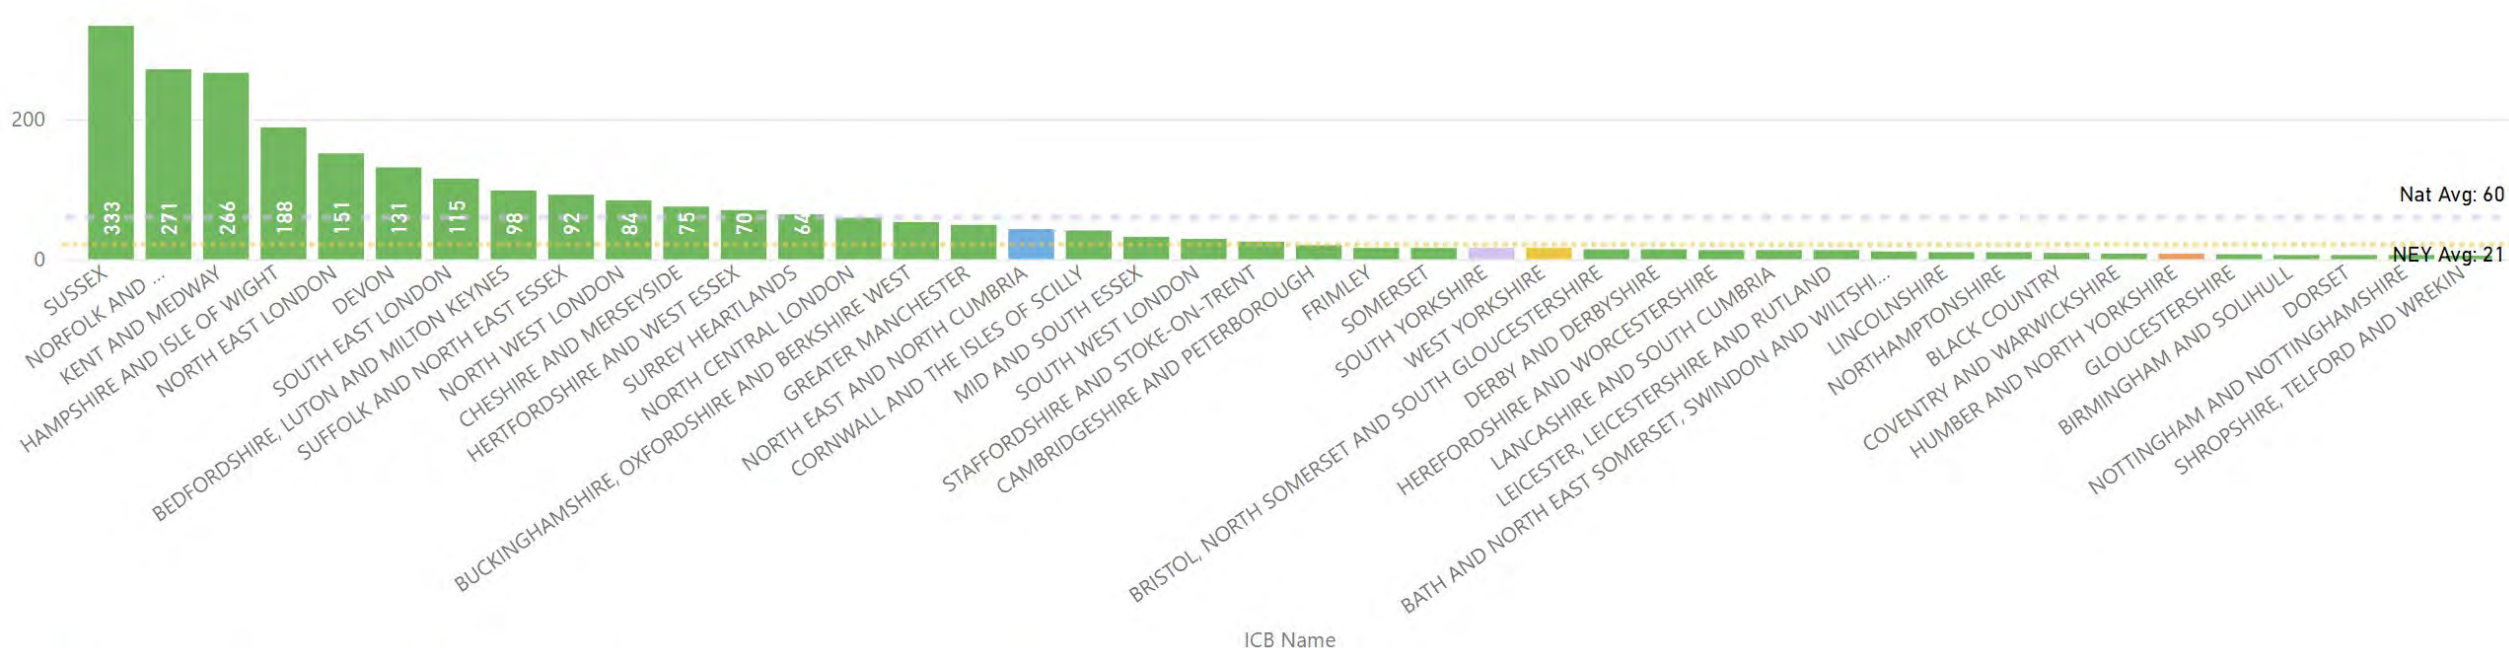 200
0
333
271
266
188
151
131
115
98
92
84
75
70
64
Nat Avg: 60
NEY Avg: 21
SUSSEX
NORFOLK AND ...
KENT AND MEDWAY
HAMPSHIRE AND ISLE OF WIGHT
NORTH EAST LONDON
DEVON
SOUTH EAST LONDON
BEDFORDSHIRE, LUTON AND MILTON KEYNES
SUFFOLK AND NORTH EAST ESSEX
NORTH WEST LONDON
CHESHIRE AND MERSEYSIDE
HERTFORDSHIRE AND WEST ESSEX
SURREY HEARTLANDS
NORTH CENTRAL LONDON
BUCKINGHAMSHIRE, OXFORDSHIRE AND BERKSHIRE WEST
GREATER MANCHESTER
NORTH EAST AND NORTH CUMBRIA
CORNWALL AND THE ISLES OF SCILLY
MID AND SOUTH ESSEX
SOUTH WEST LONDON
STAFFORDSHIRE AND STOKE-ON-TRENT
CAMBRIDGESHIRE AND PETERBOROUGH
FRIMLEY
SOMERSET
SOUTH YORKSHIRE
WEST YORKSHIRE
BRISTOL, NORTH SOMERSET AND SOUTH GLOUCESTERSHIRE
DERBY AND DERBYSHIRE
HEREFORDSHIRE AND WORCESTERSHIRE
LANCASHIRE AND SOUTH CUMBRIA
LEICESTER, LEICESTERSHIRE AND RUTLAND
BATH AND NORTH EAST SOMERSET, SWINDON AND WILTSHI...
LINCOLNSHIRE
NORTHAMPTONSHIRE
BLACK COUNTRY
COVENTRY AND WARWICKSHIRE
HUMBER AND NORTH YORKSHIRE
GLOUCESTERSHIRE
BIRMINGHAM AND SOLIHULL
DORSET
NOTTINGHAM AND NOTTINGHAMSHIRE
SHROPSHIRE, TELFORD AND WREKIN
ICB Name